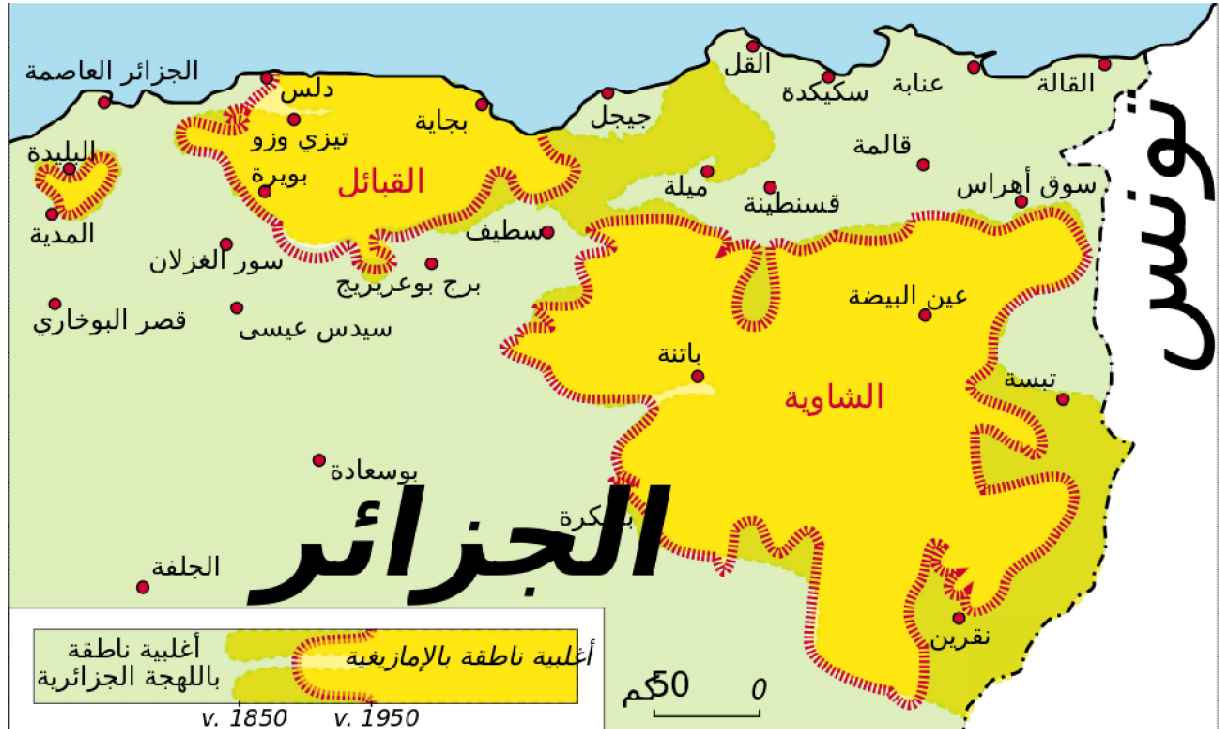 الجزائر العاصمة
دلس
تيزي وزو
بجاية
القل
جيجل
سكيكدة
عنابة
القالة
تونس
البليدة
بويرة
القبائل
ميلة
قسنطينة
قالمة
سوق أهراس
المدية
سور الغزلان
سطيف
برج بوعريريج
عين البيضة
قصر البوخاري
سيدس عيسى
باتنة
الشاوية
تبسة
بوسعادة
الجزائر
بسكرة
الجلفة
نقرين
أغلبية ناطقة
باللهجة الجزائرية
أغلبية ناطقة بالإمازيغية
v. 1850
v. 1950
50كم
0